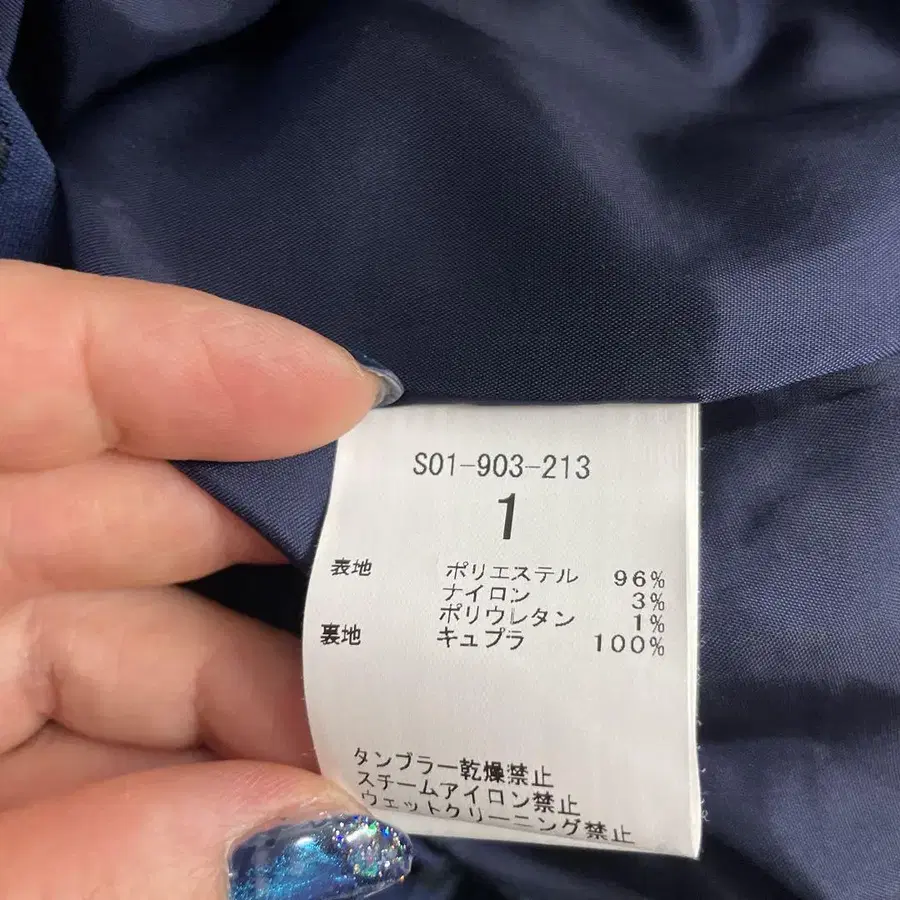 S01-903-213
1
表地 ポリエステル 96%
ナイロン 3%
ポリウレタン 1%
裏地 キュプラ 100%
タンブラー乾燥禁止
スチームアイロン禁止
ウェットクリーニング禁止